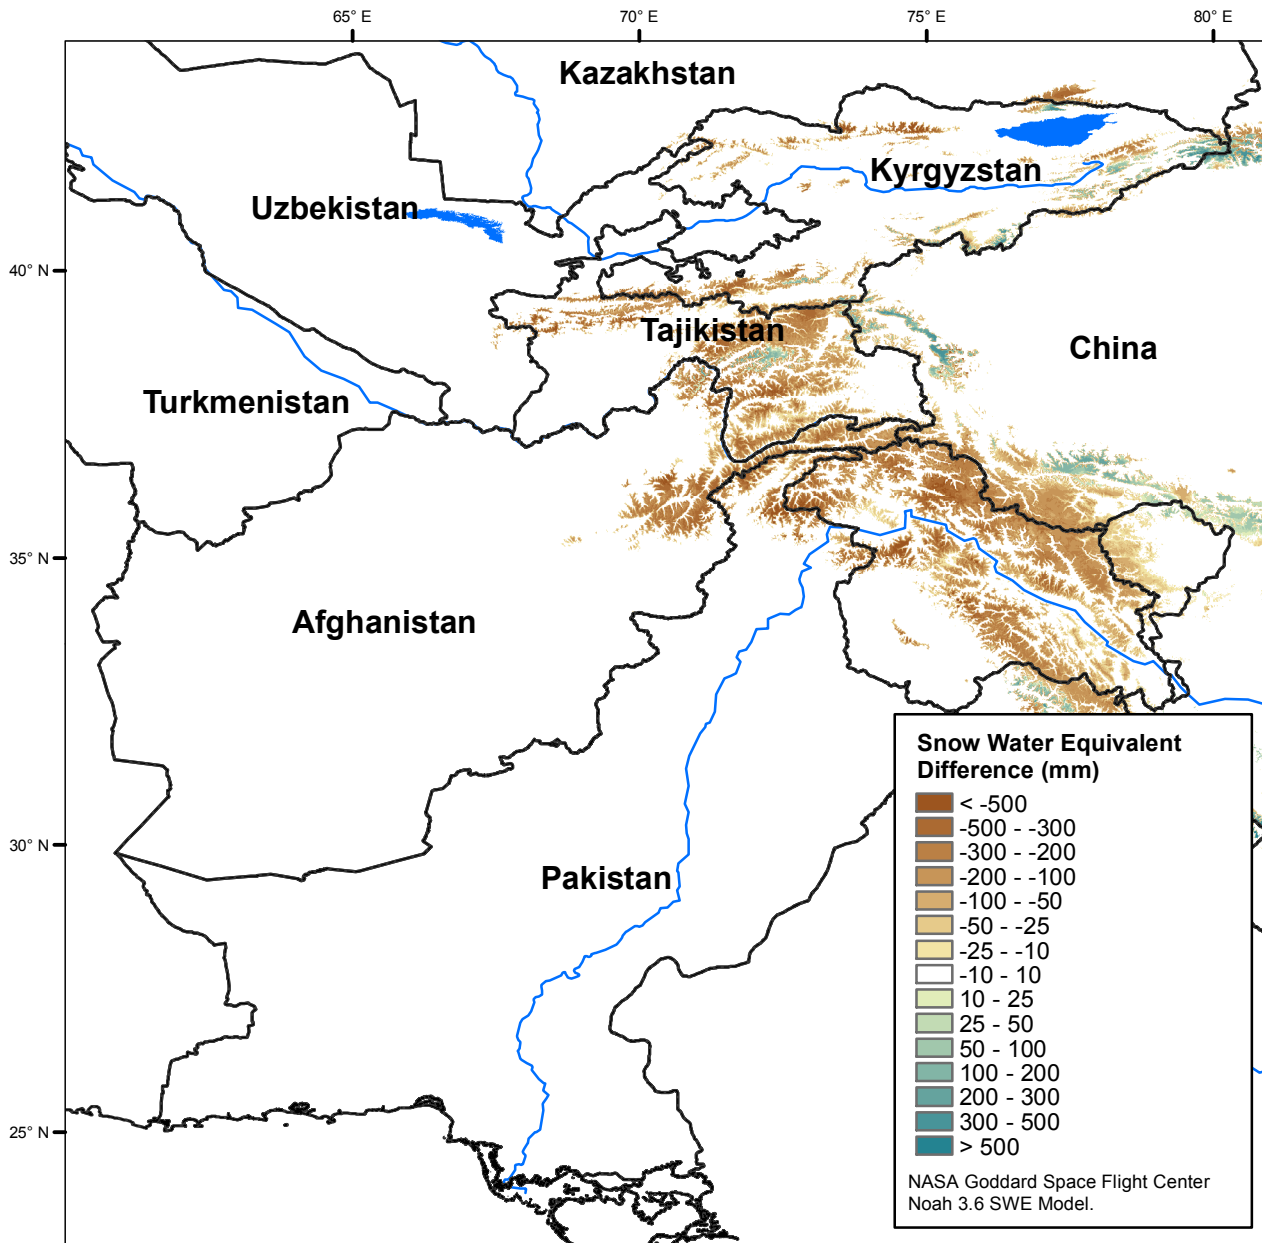 65° E
70° E
75° E
80° E
Kazakhstan
Kyrgyzstan
Uzbekistan
40° N
Tajikistan
China
Turkmenistan
35° N
Afghanistan
30° N
Pakistan
25° N
Snow Water Equivalent
Difference (mm)
< -500
-500 - -300
-300 - -200
-200 - -100
-100 - -50
-50 - -25
-25 - -10
-10 - 10
10 - 25
25 - 50
50 - 100
100 - 200
200 - 300
300 - 500
> 500
NASA Goddard Space Flight Center
Noah 3.6 SWE Model.